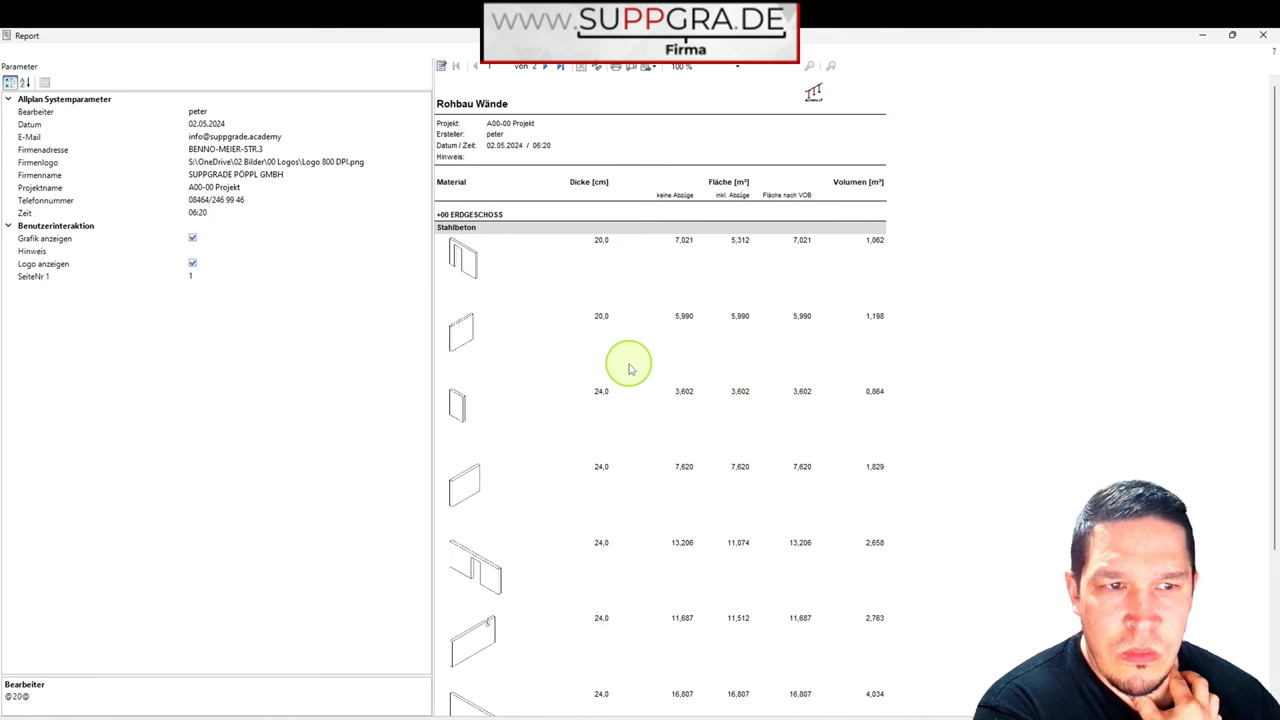 WWW.SUPPGRA.DE
Firma
Report
Parameter
Allplan Systemparameter
Bearbeiter peter
Datum 02.05.2024
E-Mail info@suppgrade.academy
Firmenadresse BENNO-MEIER-STR.3
Firmenlogo S:\OneDrive\02 Bilder\00 Logos\Logo 800 DPI.png
Firmenname SUPPGRADE PÖPPL GMBH
Projektname A00-00 Projekt
Telefonnummer 08464/246 99 46
Zeit 06:20
Benutzerinteraktion
Grafik anzeigen
Hinweis
Logo anzeigen
SeiteNr 1 1
Bearbeiter
@20@
1 von 2 100 %
Rohbau Wände
Projekt: A00-00 Projekt
Ersteller: peter
Datum / Zeit: 02.05.2024 / 06:20
Hinweis:
Material Dicke [cm] Fläche [m²] Volumen [m³]
keine Abzüge inkl. Abzüge Fläche nach VOB
+00 ERDGESCHOSS
Stahlbeton
20,0 7,021 5,312 7,021 1,062
20,0 5,990 5,990 5,990 1,198
24,0 3,602 3,602 3,602 0,864
24,0 7,620 7,620 7,620 1,829
24,0 13,206 11,074 13,206 2,658
24,0 11,687 11,512 11,687 2,763
24,0 16,807 16,807 16,807 4,034